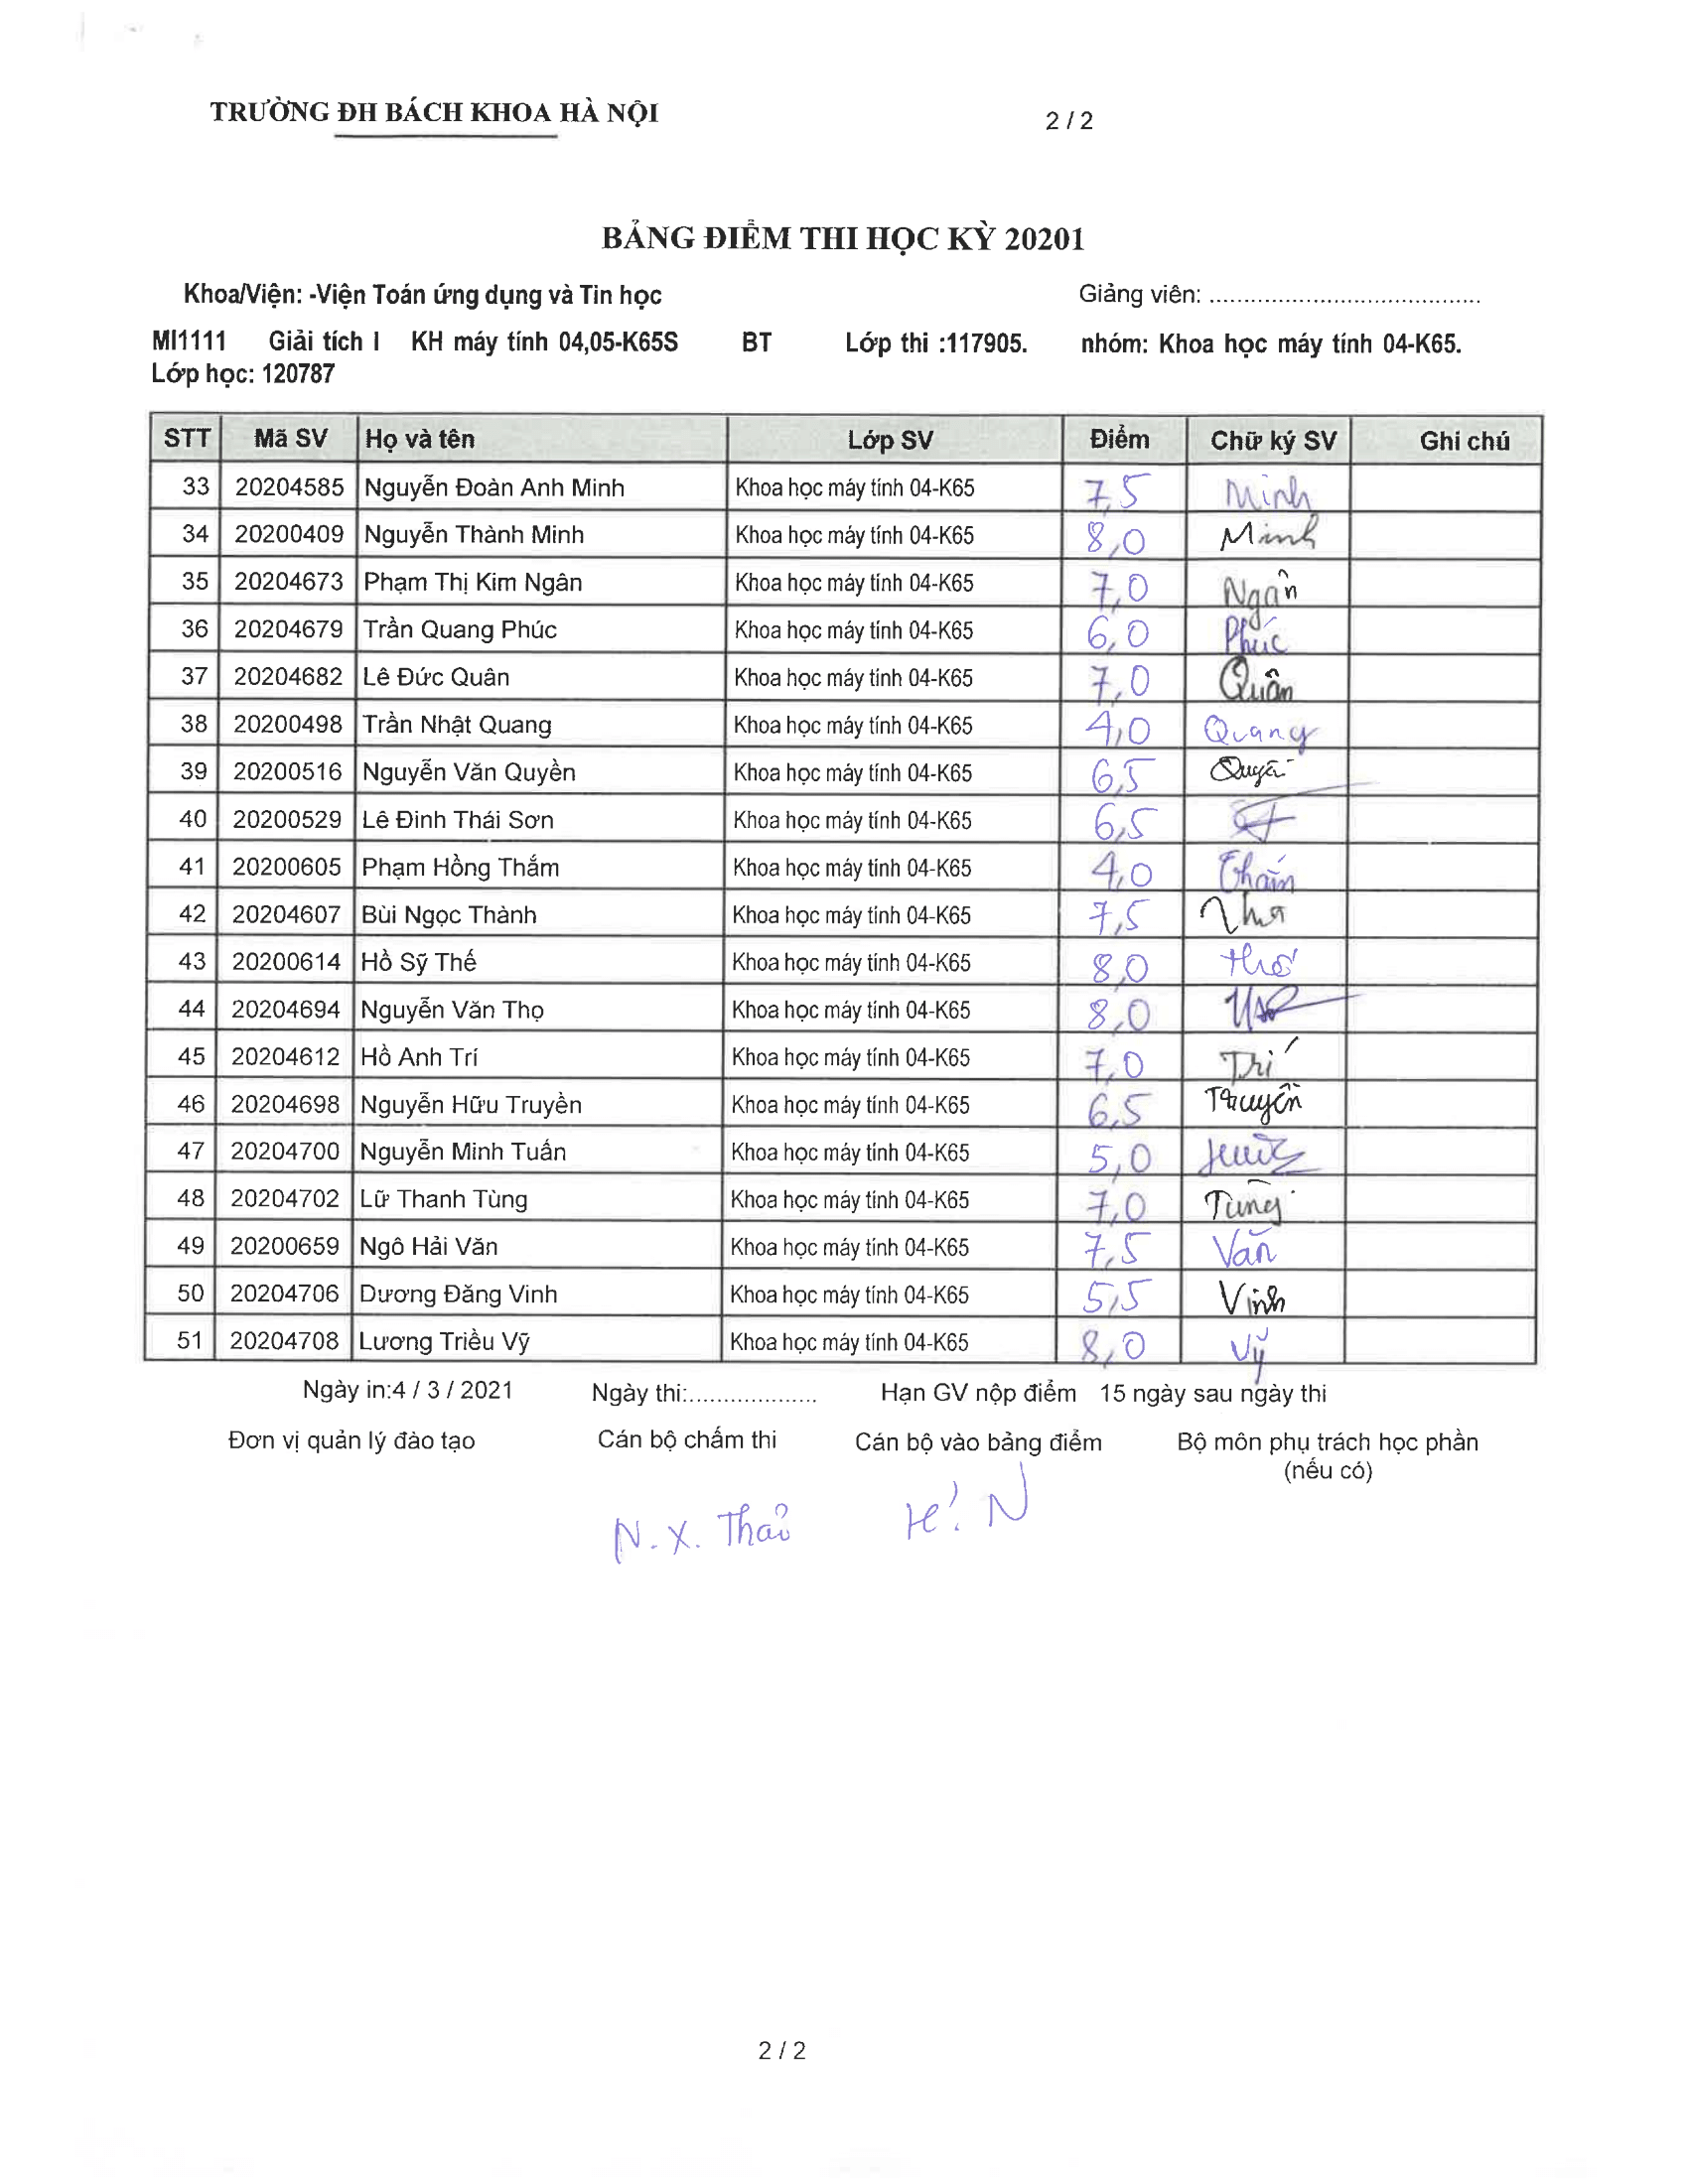 TRƯỜNG ĐH BÁCH KHOA HÀ NỘI 2 / 2
BẢNG ĐIỂM THI HỌC KỲ 20201
Khoa/Viện: -Viện Toán ứng dụng và Tin học Giảng viên: .......................................
MI1111 Giải tích I KH máy tính 04,05-K65S BT Lớp thi :117905. nhóm: Khoa học máy tính 04-K65.
Lớp học: 120787
STT Mã SV Họ và tên Lớp SV Điểm Chữ ký SV Ghi chú
33 20204585 Nguyễn Đoàn Anh Minh Khoa học máy tính 04-K65 7,5 Minh
34 20200409 Nguyễn Thành Minh Khoa học máy tính 04-K65 8,0 Minh
35 20204673 Phạm Thị Kim Ngân Khoa học máy tính 04-K65 7,0 Ngân
36 20204679 Trần Quang Phúc Khoa học máy tính 04-K65 6,0 Phúc
37 20204682 Lê Đức Quân Khoa học máy tính 04-K65 7,0 Quân
38 20200498 Trần Nhật Quang Khoa học máy tính 04-K65 4,0 Quang
39 20200516 Nguyễn Văn Quyền Khoa học máy tính 04-K65 6,5
40 20200529 Lê Đình Thái Sơn Khoa học máy tính 04-K65 6,5
41 20200605 Phạm Hồng Thắm Khoa học máy tính 04-K65 4,0 Thắm
42 20204607 Bùi Ngọc Thành Khoa học máy tính 04-K65 7,5
43 20200614 Hồ Sỹ Thế Khoa học máy tính 04-K65 8,0 thế
44 20204694 Nguyễn Văn Thọ Khoa học máy tính 04-K65 8,0
45 20204612 Hồ Anh Trí Khoa học máy tính 04-K65 7,0 Trí
46 20204698 Nguyễn Hữu Truyền Khoa học máy tính 04-K65 6,5 Truyền
47 20204700 Nguyễn Minh Tuấn Khoa học máy tính 04-K65 5,0
48 20204702 Lữ Thanh Tùng Khoa học máy tính 04-K65 7,0 Tùng
49 20200659 Ngô Hải Văn Khoa học máy tính 04-K65 7,5 Văn
50 20204706 Dương Đăng Vinh Khoa học máy tính 04-K65 5,5 Vinh
51 20204708 Lương Triều Vỹ Khoa học máy tính 04-K65 8,0 Vỹ
Ngày in:4 / 3 / 2021 Ngày thi:................... Hạn GV nộp điểm 15 ngày sau ngày thi
Đơn vị quản lý đào tạo Cán bộ chấm thi Cán bộ vào bảng điểm Bộ môn phụ trách học phần
(nếu có)
N. X. Thảo
2 / 2